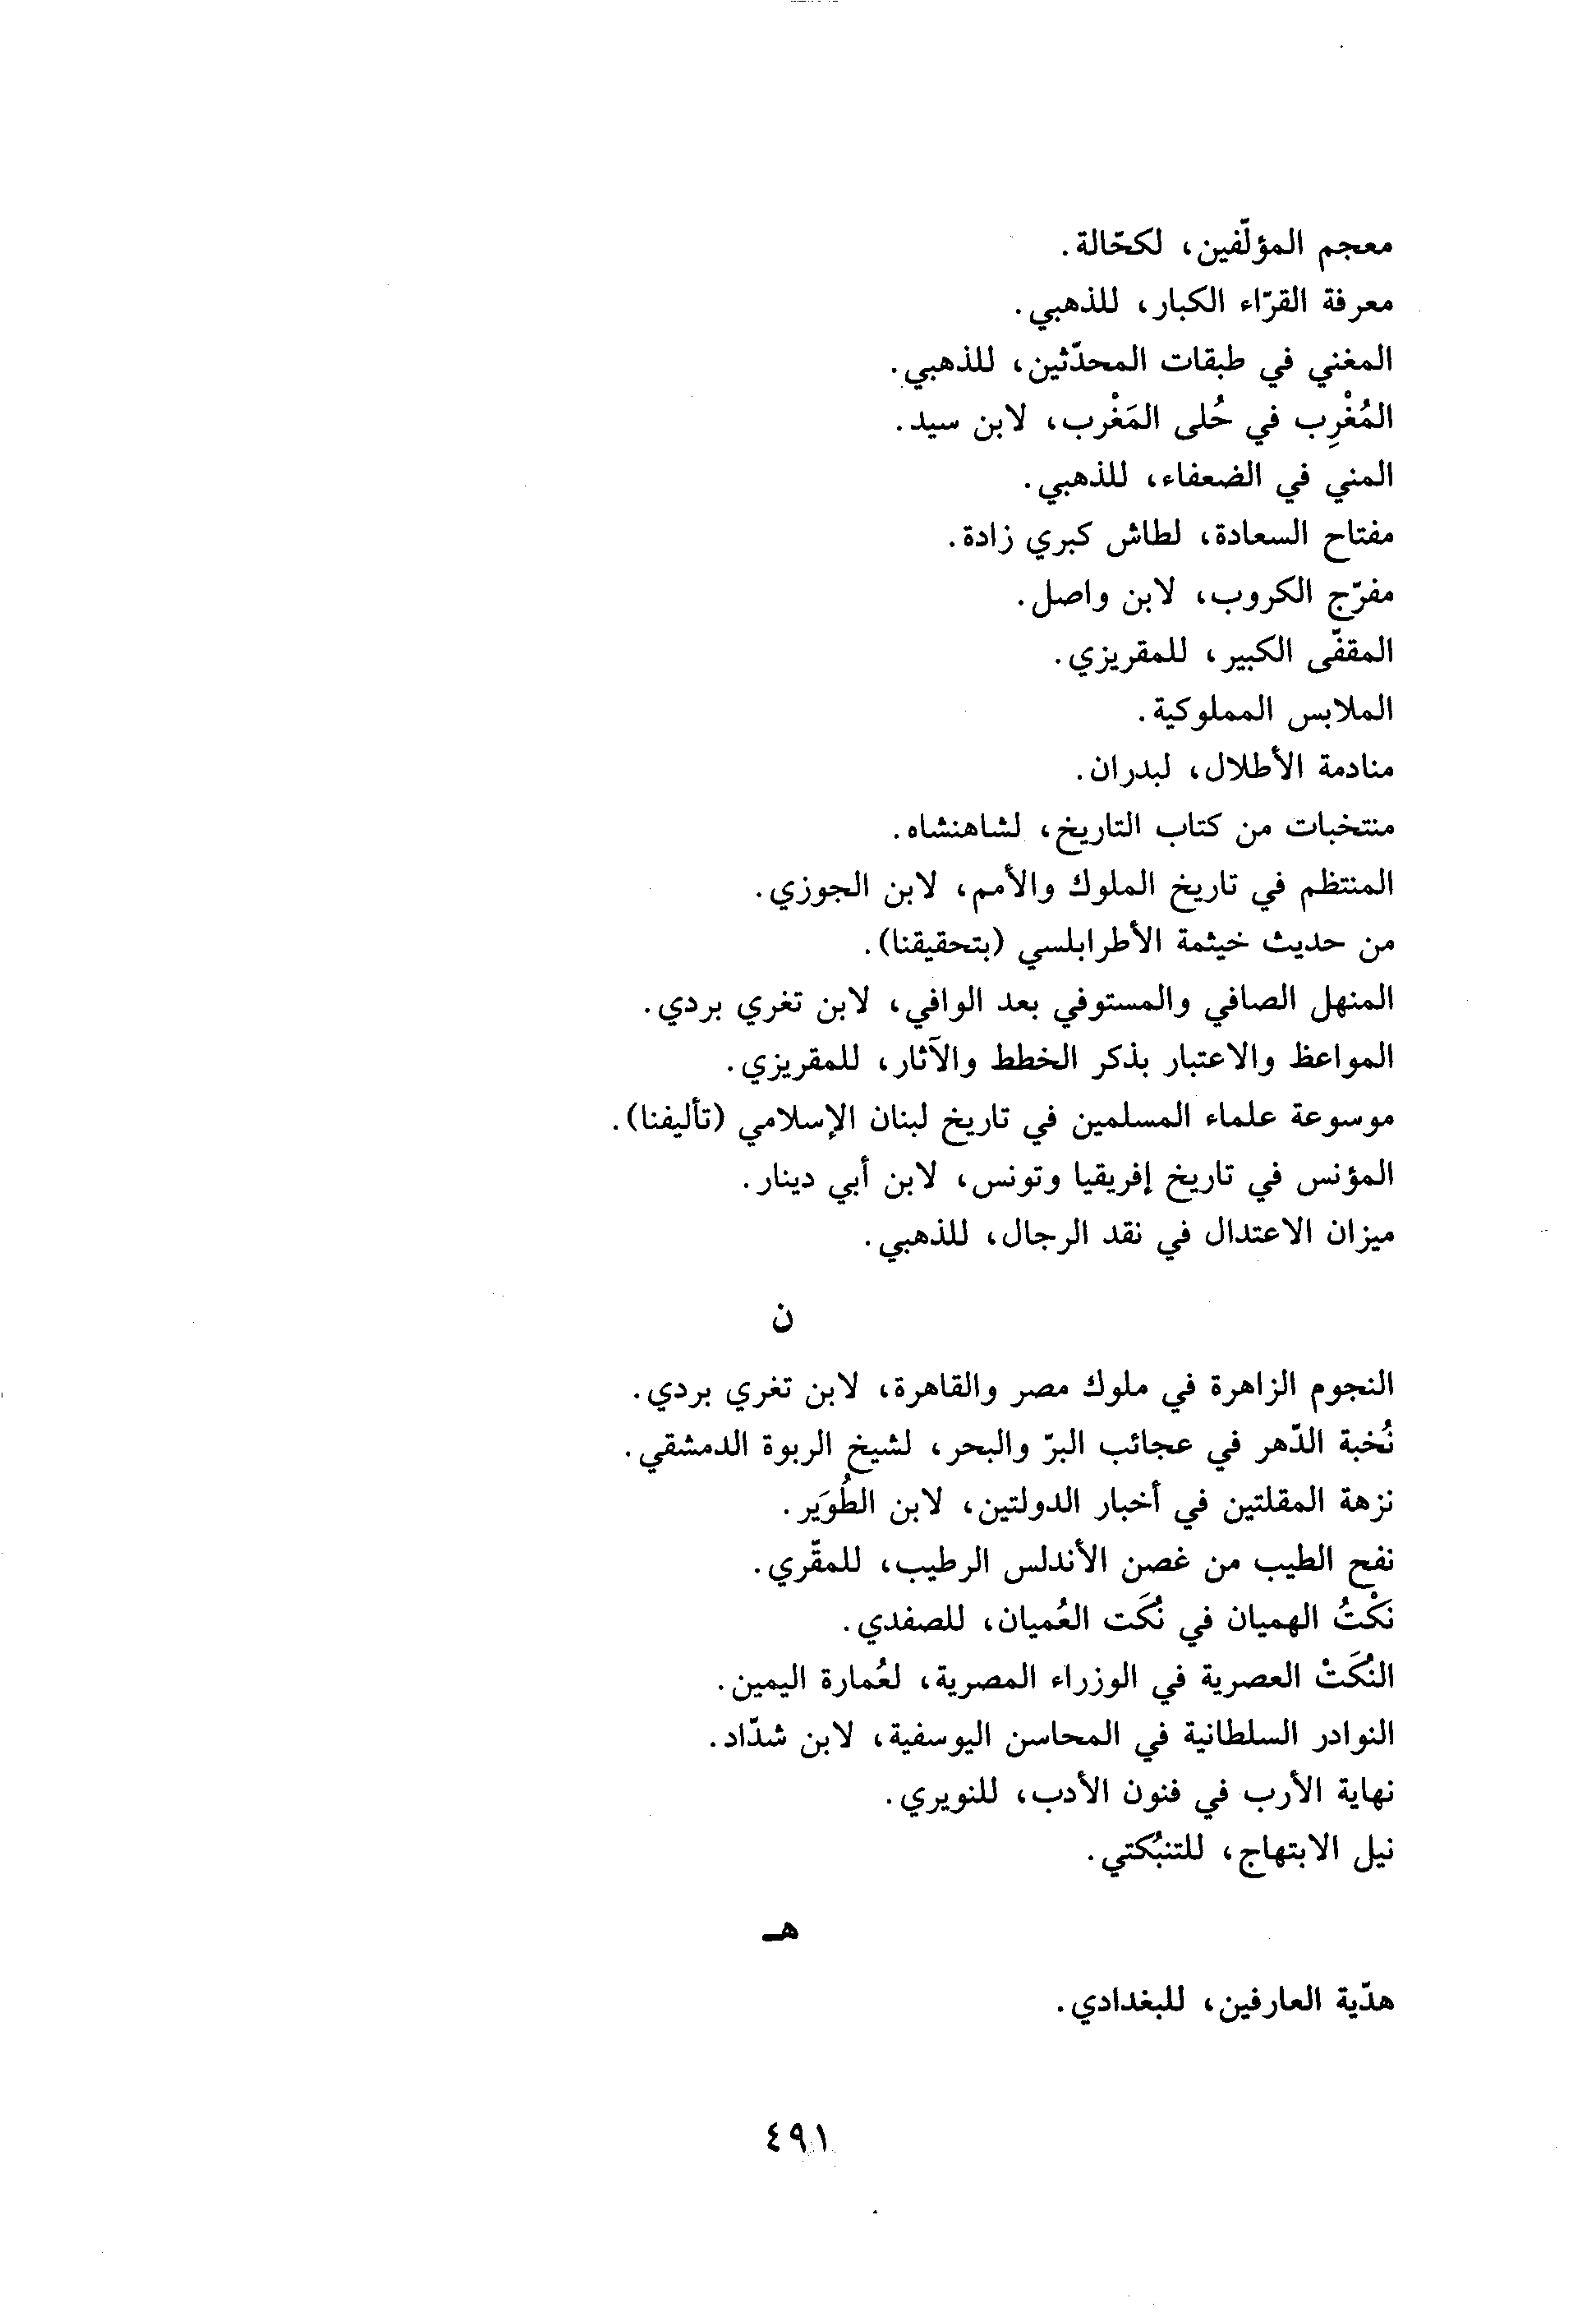 معجم المؤلّفين، لكحّالة.
معرفة القرّاء الكبار، للذهبي.
المغني في طبقات المحدّثين، للذهبي.
المُغْرِب في حُلى المَغْرب، لابن سيد.
المني في الضعفاء، للذهبي.
مفتاح السعادة، لطاش كبري زادة.
مفرّج الكروب، لابن واصل.
المقفّى الكبير، للمقريزي.
الملابس المملوكية.
منادمة الأطلال، لبدران.
منتخبات من كتاب التاريخ، لشاهنشاه.
المنتظم في تاريخ الملوك والأمم، لابن الجوزي.
من حديث خيثمة الأطرابلسي (بتحقيقنا).
المنهل الصافي والمستوفي بعد الوافي، لابن تغري بردي.
المواعظ والاعتبار بذكر الخطط والآثار، للمقريزي.
موسوعة علماء المسلمين في تاريخ لبنان الإسلامي (تأليفنا).
المؤنس في تاريخ إفريقيا وتونس، لابن أبي دينار.
ميزان الاعتدال في نقد الرجال، للذهبي.
ن
النجوم الزاهرة في ملوك مصر والقاهرة، لابن تغري بردي.
نُخبة الدّهر في عجائب البرّ والبحر، لشيخ الربوة الدمشقي.
نزهة المقلتين في أخبار الدولتين، لابن الطُوَير.
نفح الطيب من غصن الأندلس الرطيب، للمقّري.
نَكْتُ الهميان في نُكَت العُميان، للصفدي.
النُكَتْ العصرية في الوزراء المصرية، لعُمارة اليمين.
النوادر السلطانية في المحاسن اليوسفية، لابن شدّاد.
نهاية الأرب في فنون الأدب، للنويري.
نيل الابتهاج، للتنبُكتي.
هـ
هدّية العارفين، للبغدادي.
٤٩١